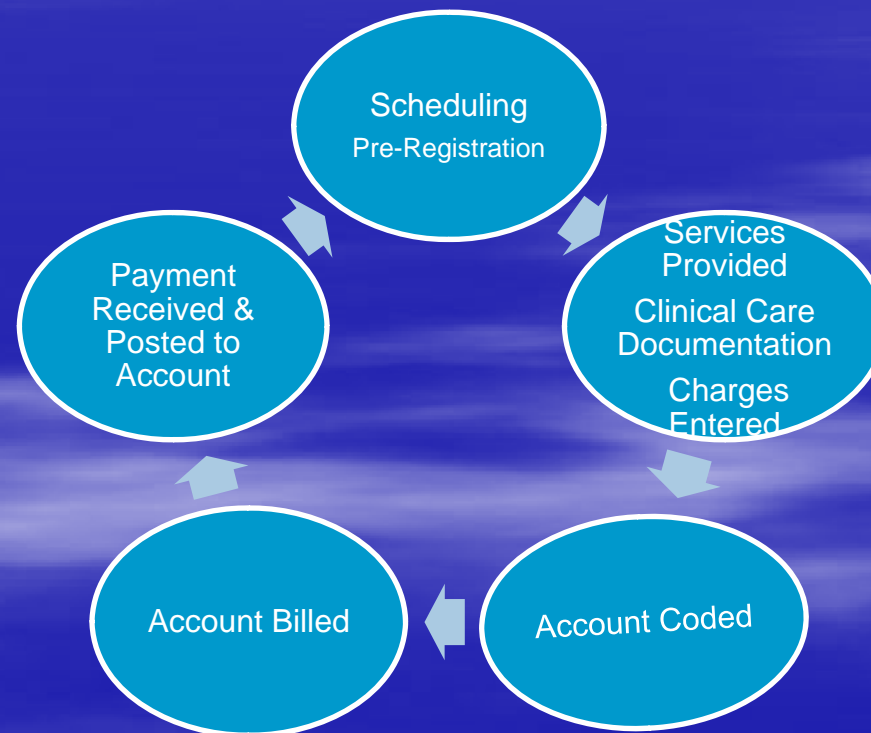 Scheduling
Pre-Registration
Services
Provided
Clinical Care
Documentation
Charges
Entered
Account Coded
Account Billed
Payment
Received &
Posted to
Account